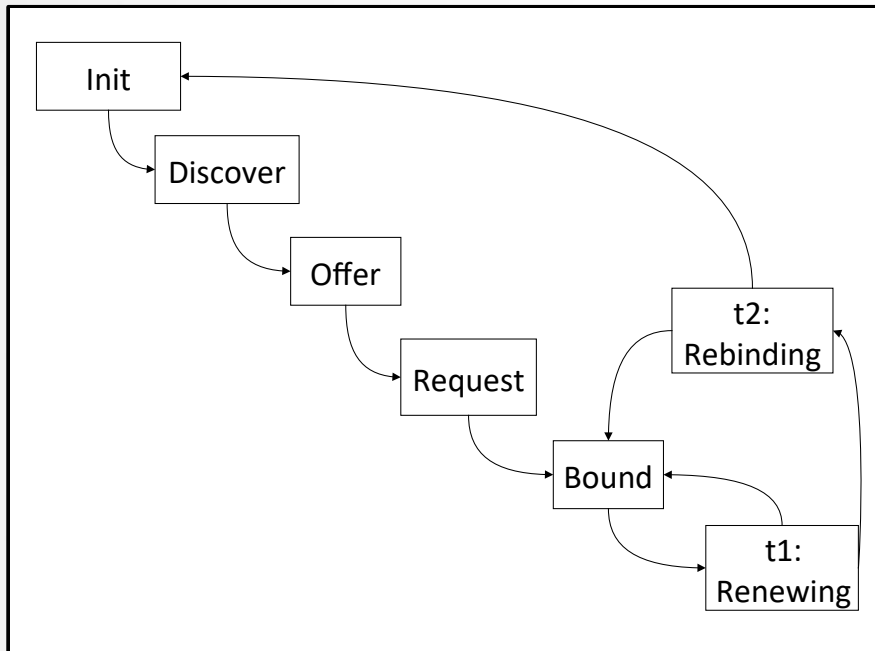 Init
Discover
Offer
t2:
Rebinding
Request
Bound
t1:
Renewing